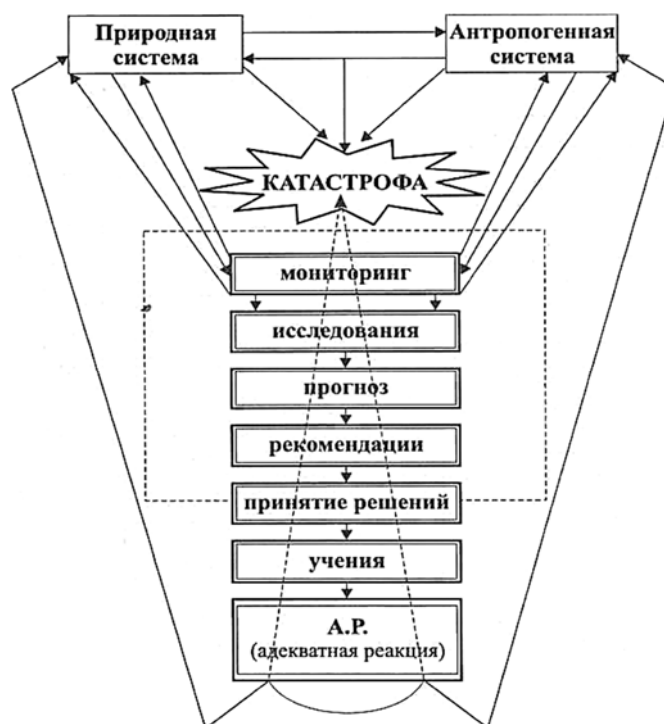 Природная
система
Антропогенная
система
КАТАСТРОФА
мониторинг
исследования
прогноз
рекомендации
принятие решений
учения
А.Р.
(адекватная реакция)